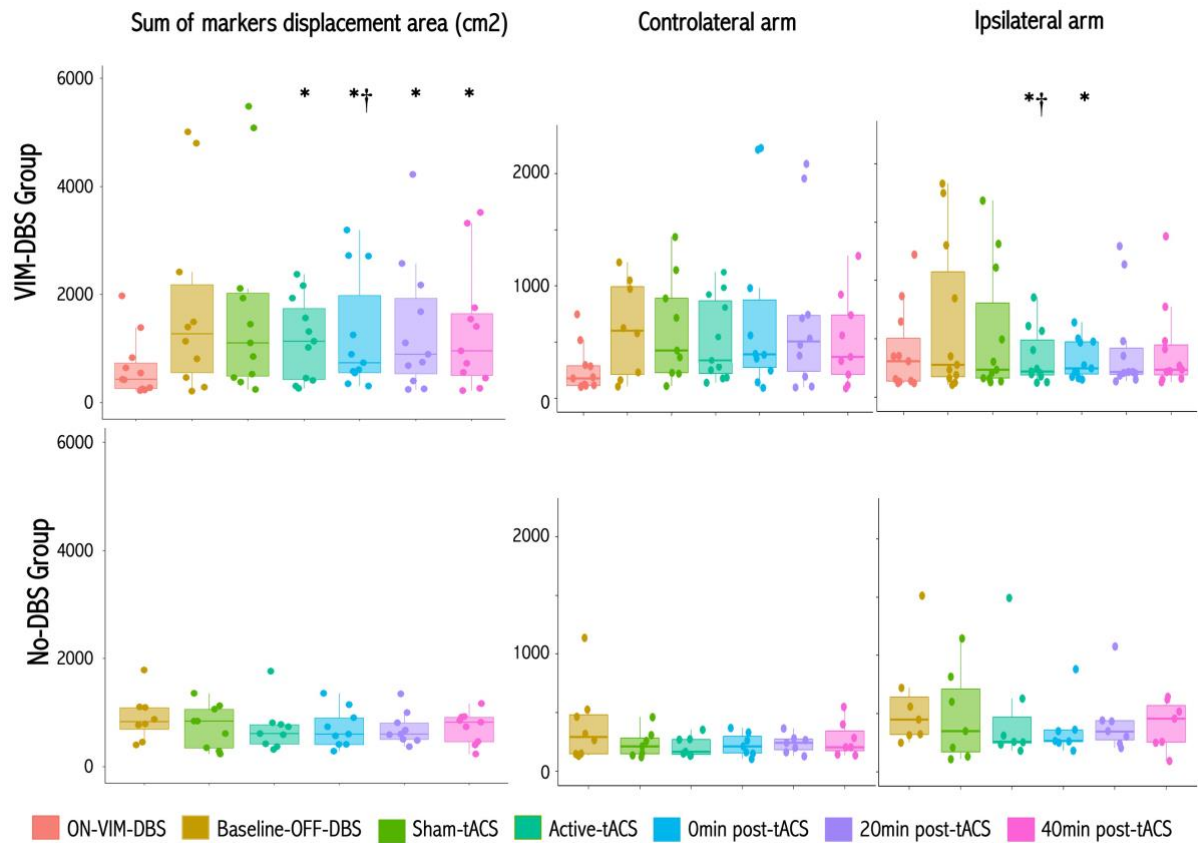 Sum of markers displacement area (cm2)
Controlateral arm
Ipsilateral arm
VIM-DBS Group
6000
4000
2000
0
* *† * *
2000
1000
0
*† *
No-DBS Group
6000
4000
2000
0
2000
1000
0
ON-VIM-DBS
Baseline-OFF-DBS
Sham-tACS
Active-tACS
0min post-tACS
20min post-tACS
40min post-tACS